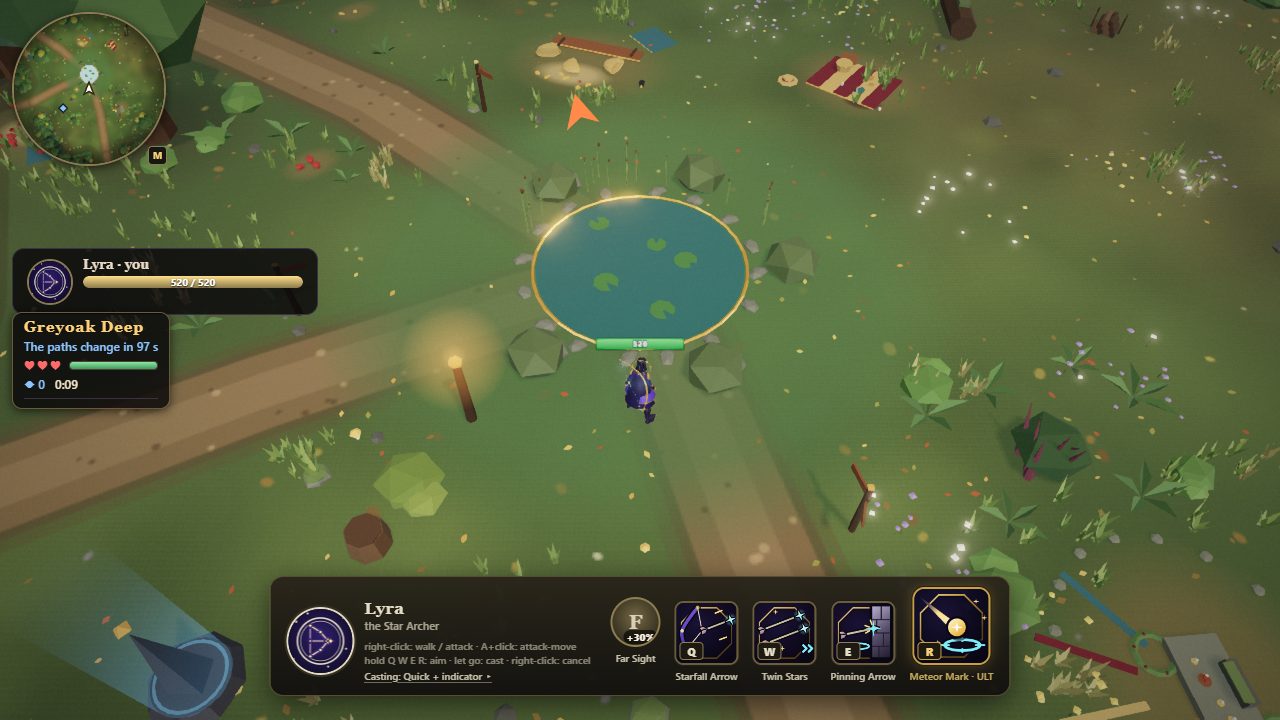 M
Lyra · you
520 / 520
Greyoak Deep
The paths change in 97 s
0 0:09
520
Lyra
the Star Archer
right-click: walk / attack · A+click: attack-move
hold Q W E R: aim · let go: cast · right-click: cancel
Casting: Quick + indicator ▸
F
+30%
Far Sight
Q
Starfall Arrow
W
Twin Stars
E
Pinning Arrow
R
Meteor Mark · ULT